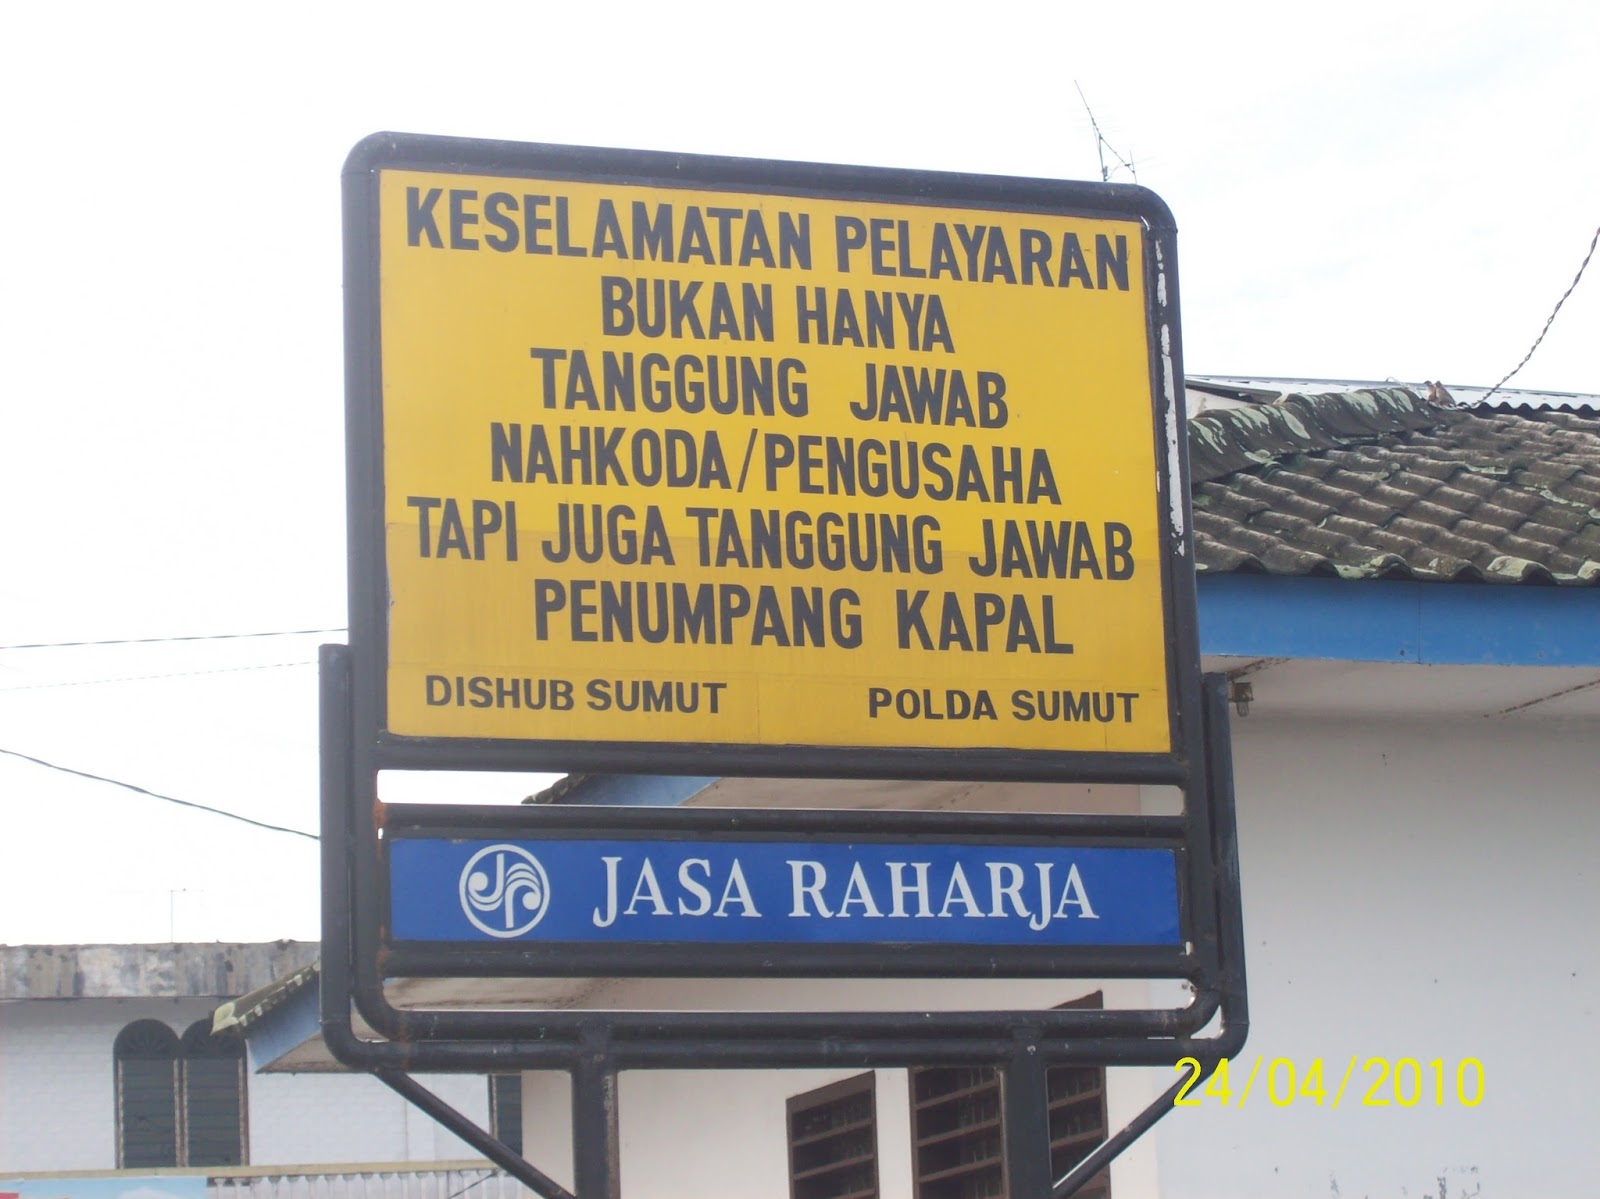 KESELAMATAN PELAYARAN
BUKAN HANYA
TANGGUNG JAWAB
NAHKODA/PENGUSAHA
TAPI JUGA TANGGUNG JAWAB
PENUMPANG KAPAL
DISHUB SUMUT POLDA SUMUT
JR JASA RAHARJA
24/04/2010